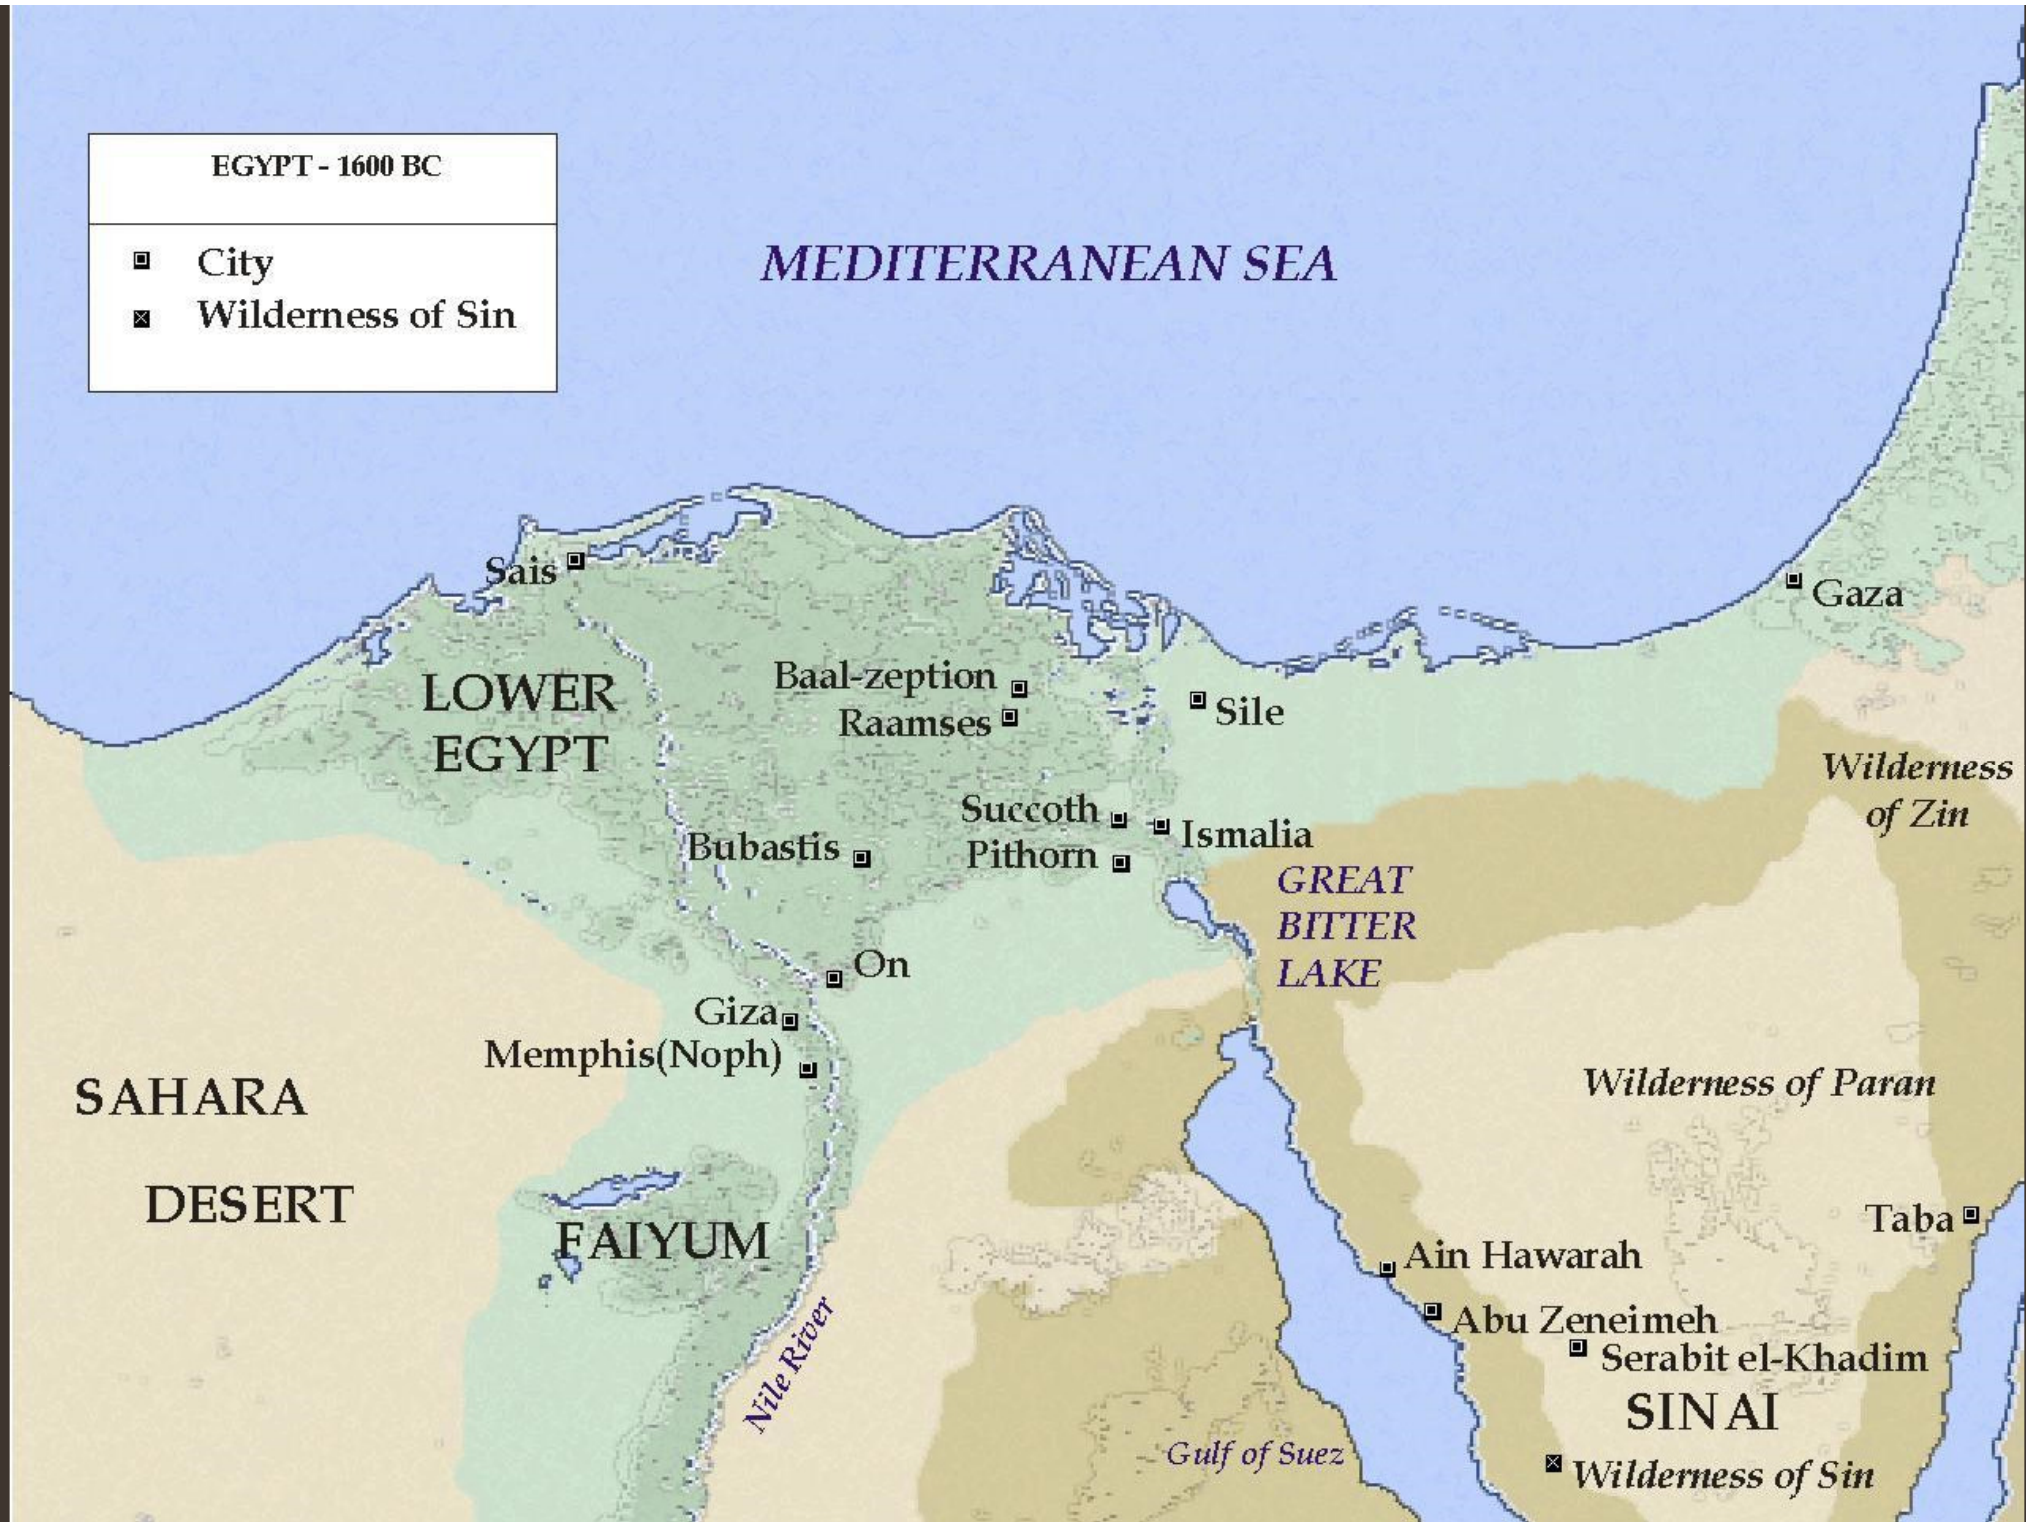 EGYPT - 1600 BC
City
Wilderness of Sin
MEDITERRANEAN SEA
Sais
Gaza
LOWER
EGYPT
Baal-zeption
Raamses
Sile
Wilderness
of Zin
Succoth
Ismalia
Pithorn
Bubastis
GREAT
BITTER
LAKE
On
Giza
Memphis(Noph)
SAHARA
DESERT
Wilderness of Paran
FAIYUM
Taba
Ain Hawarah
Abu Zeneimeh
Serabit el-Khadim
Nile River
SINAI
Gulf of Suez
Wilderness of Sin